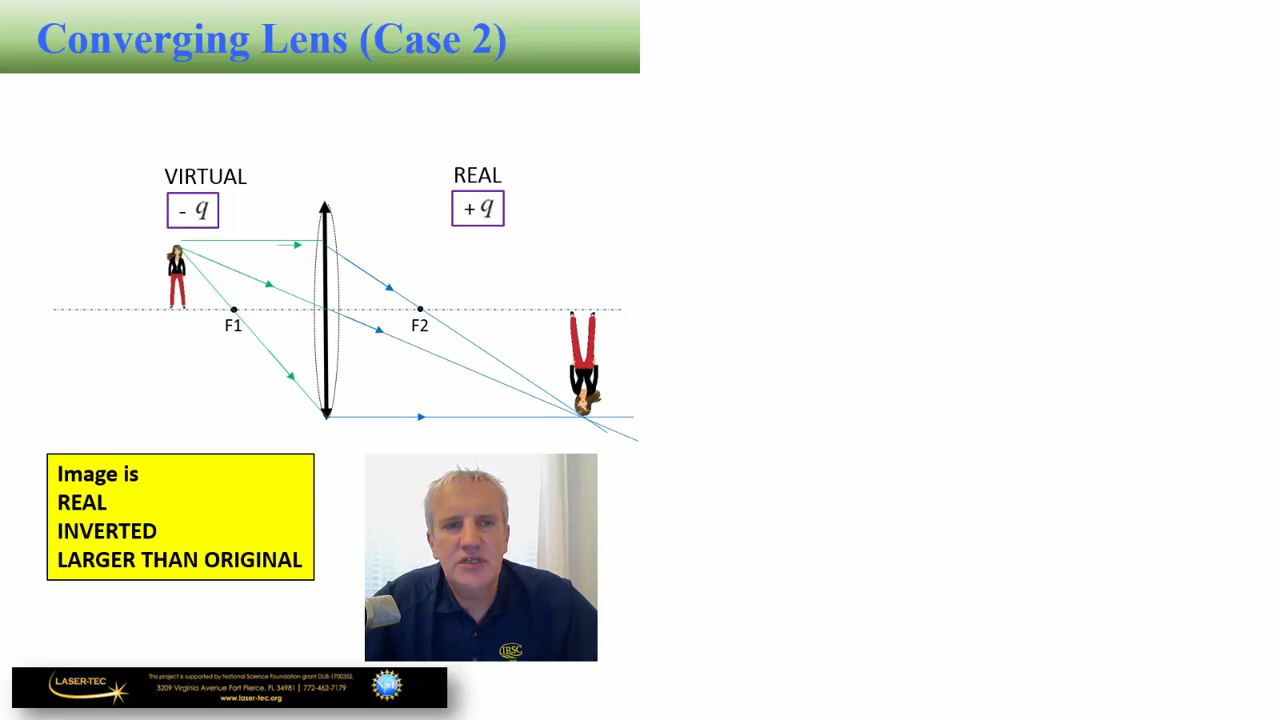 Converging Lens (Case 2)
VIRTUAL
- q
REAL
+ q
F1
F2
Image is
REAL
INVERTED
LARGER THAN ORIGINAL
IRSC
LASER-TEC
This project is supported by National Science Foundation grant DUE-1700352.
3209 Virginia Avenue Fort Pierce, FL 34981 | 772-462-7179
www.laser-tec.org
NSF